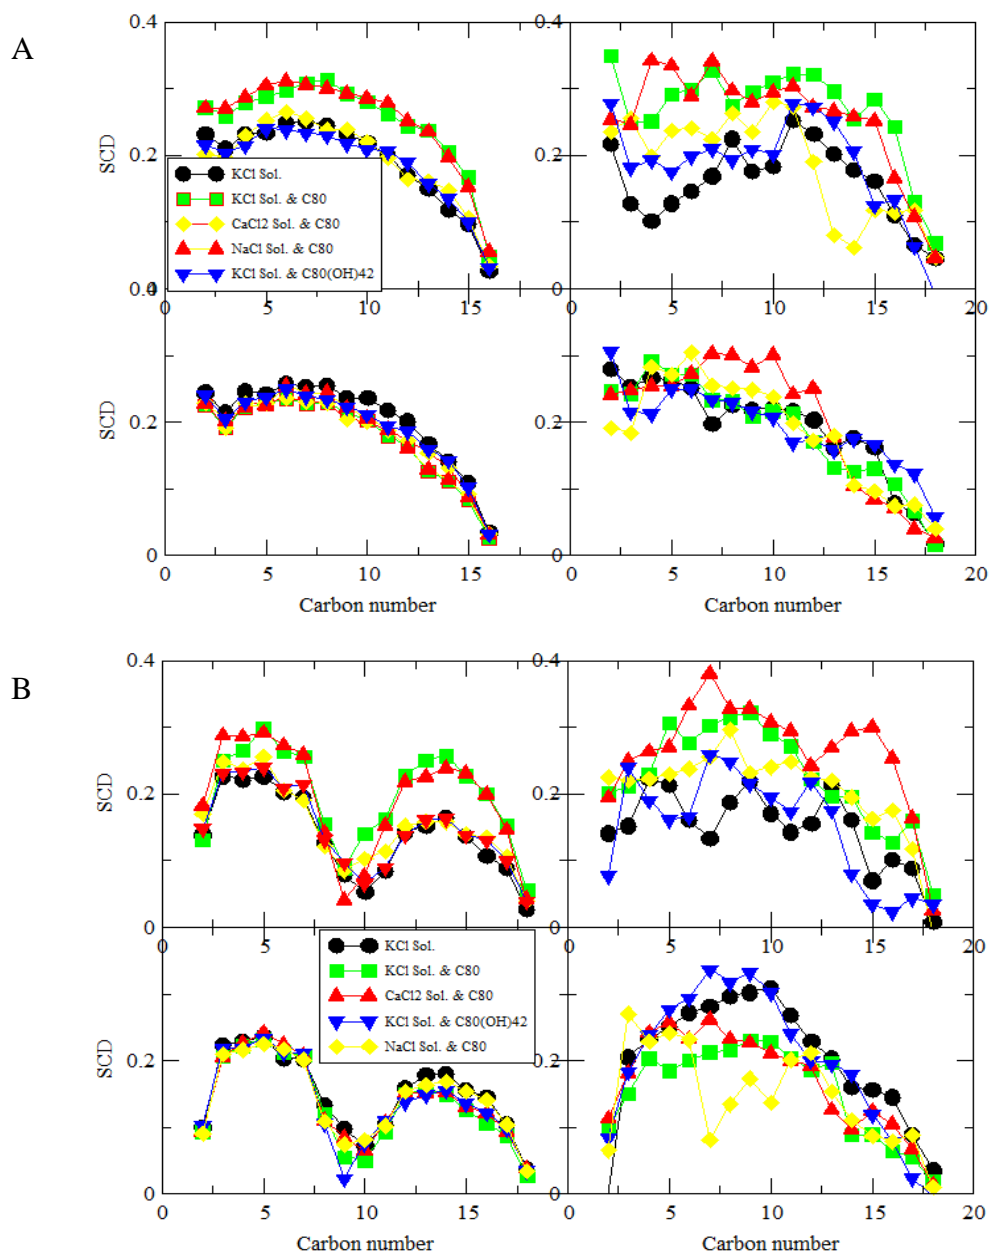 A
0.4
0.2
0
SCD
KCl Sol.
KCl Sol. & C80
CaCl2 Sol. & C80
NaCl Sol. & C80
KCl Sol. & C80(OH)42
0 5 10 15
0.4
0.2
0
0 5 10 15 20
0.2
0
SCD
0 5 10 15
Carbon number
0.2
0
0 5 10 15 20
Carbon number
B
0.4
0.2
0
SCD
0 5 10 15
0.4
0.2
0
0 5 10 15 20
KCl Sol.
KCl Sol. & C80
CaCl2 Sol. & C80
KCl Sol. & C80(OH)42
NaCl Sol. & C80
0.2
0
SCD
0 5 10 15
Carbon number
0.2
0
0 5 10 15 20
Carbon number